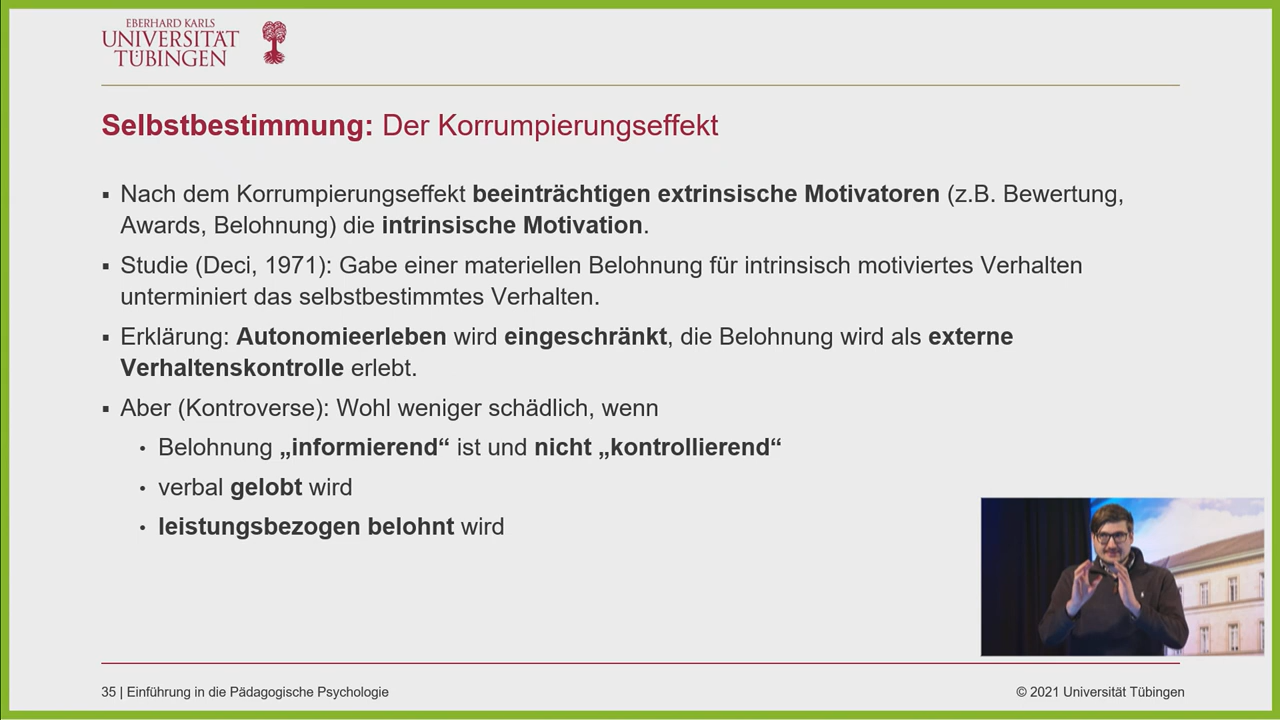 EBERHARD KARLS
UNIVERSITÄT
TÜBINGEN
Selbstbestimmung: Der Korrumpierungseffekt
▪ Nach dem Korrumpierungseffekt beeinträchtigen extrinsische Motivatoren (z.B. Bewertung,
Awards, Belohnung) die intrinsische Motivation.
▪ Studie (Deci, 1971): Gabe einer materiellen Belohnung für intrinsisch motiviertes Verhalten
unterminiert das selbstbestimmtes Verhalten.
▪ Erklärung: Autonomieerleben wird eingeschränkt, die Belohnung wird als externe
Verhaltenskontrolle erlebt.
▪ Aber (Kontroverse): Wohl weniger schädlich, wenn
• Belohnung „informierend“ ist und nicht „kontrollierend“
• verbal gelobt wird
• leistungsbezogen belohnt wird
35 | Einführung in die Pädagogische Psychologie
© 2021 Universität Tübingen